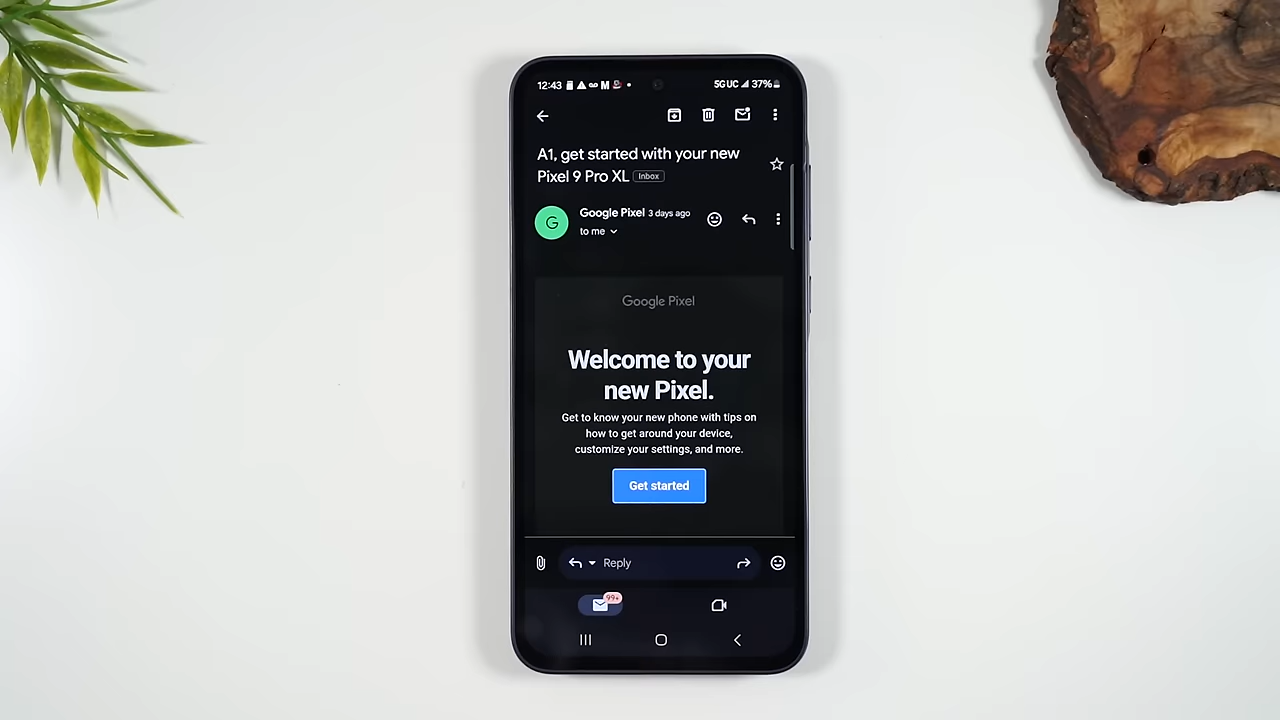 12:43 M 5G UC 37%
A1, get started with your new
Pixel 9 Pro XL Inbox
G
Google Pixel 3 days ago
to me
Google Pixel
Welcome to your
new Pixel.
Get to know your new phone with tips on
how to get around your device,
customize your settings, and more.
Get started
Reply
99+